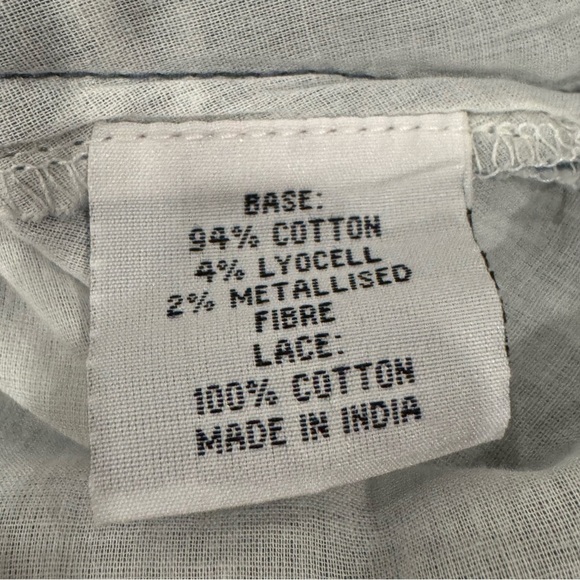 BASE:
94% COTTON
4% LYOCELL
2% METALLISED
FIBRE
LACE:
100% COTTON
MADE IN INDIA